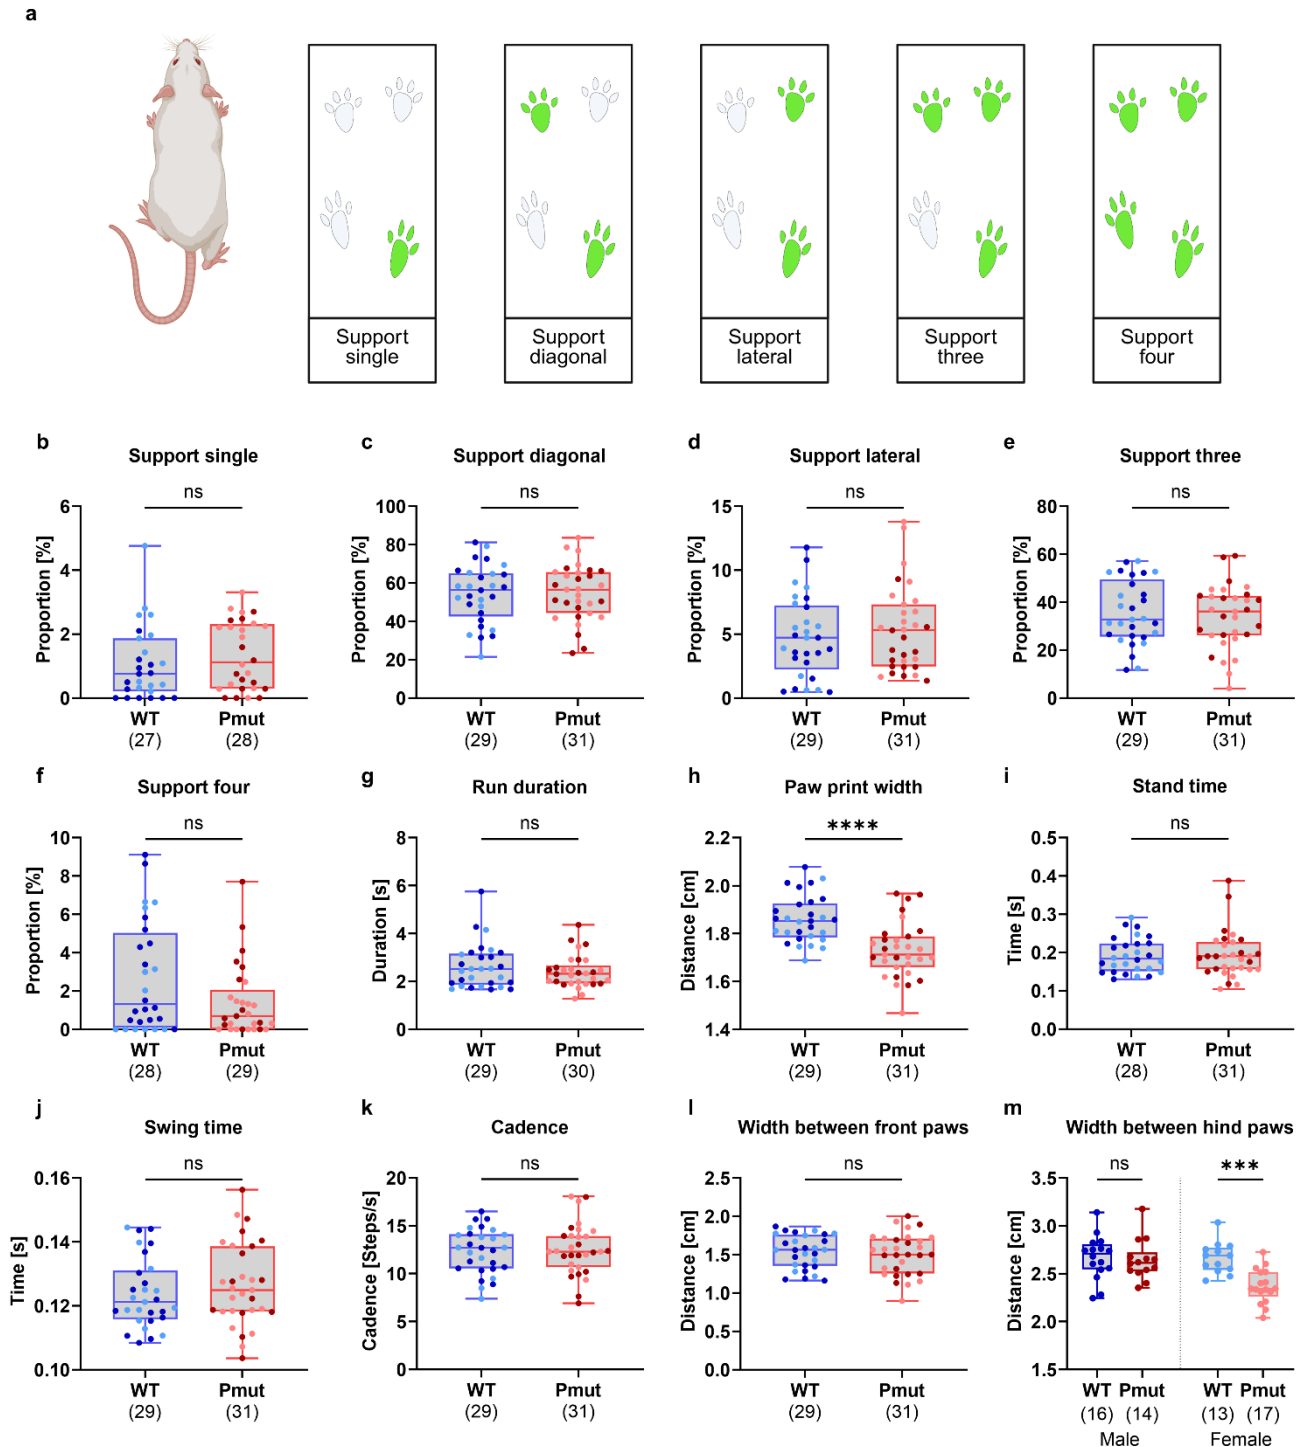 a
Support
single
Support
diagonal
Support
lateral
Support
three
Support
four
b
Support single
ns
Proportion [%]
6
4
2
0
WT
(27)
Pmut
(28)
c
Support diagonal
ns
Proportion [%]
100
80
60
40
20
0
WT
(29)
Pmut
(31)
d
Support lateral
ns
Proportion [%]
15
10
5
0
WT
(29)
Pmut
(31)
e
Support three
ns
Proportion [%]
80
60
40
20
0
WT
(29)
Pmut
(31)
f
Support four
ns
Proportion [%]
10
8
6
4
2
0
WT
(28)
Pmut
(29)
g
Run duration
ns
Duration [s]
8
6
4
2
0
WT
(29)
Pmut
(30)
h
Paw print width
****
Distance [cm]
2.2
2.0
1.8
1.6
1.4
WT
(29)
Pmut
(31)
i
Stand time
ns
Time [s]
0.5
0.4
0.3
0.2
0.1
0.0
WT
(28)
Pmut
(31)
j
Swing time
ns
Time [s]
0.16
0.14
0.12
0.10
WT
(29)
Pmut
(31)
k
Cadence
ns
Cadence [Steps/s]
20
15
10
5
0
WT
(29)
Pmut
(31)
l
Width between front paws
ns
Distance [cm]
2.5
2.0
1.5
1.0
0.5
0.0
WT
(29)
Pmut
(31)
m
Width between hind paws
ns
***
Distance [cm]
3.5
3.0
2.5
2.0
1.5
WT Pmut WT Pmut
(16) (14) (13) (17)
Male Female